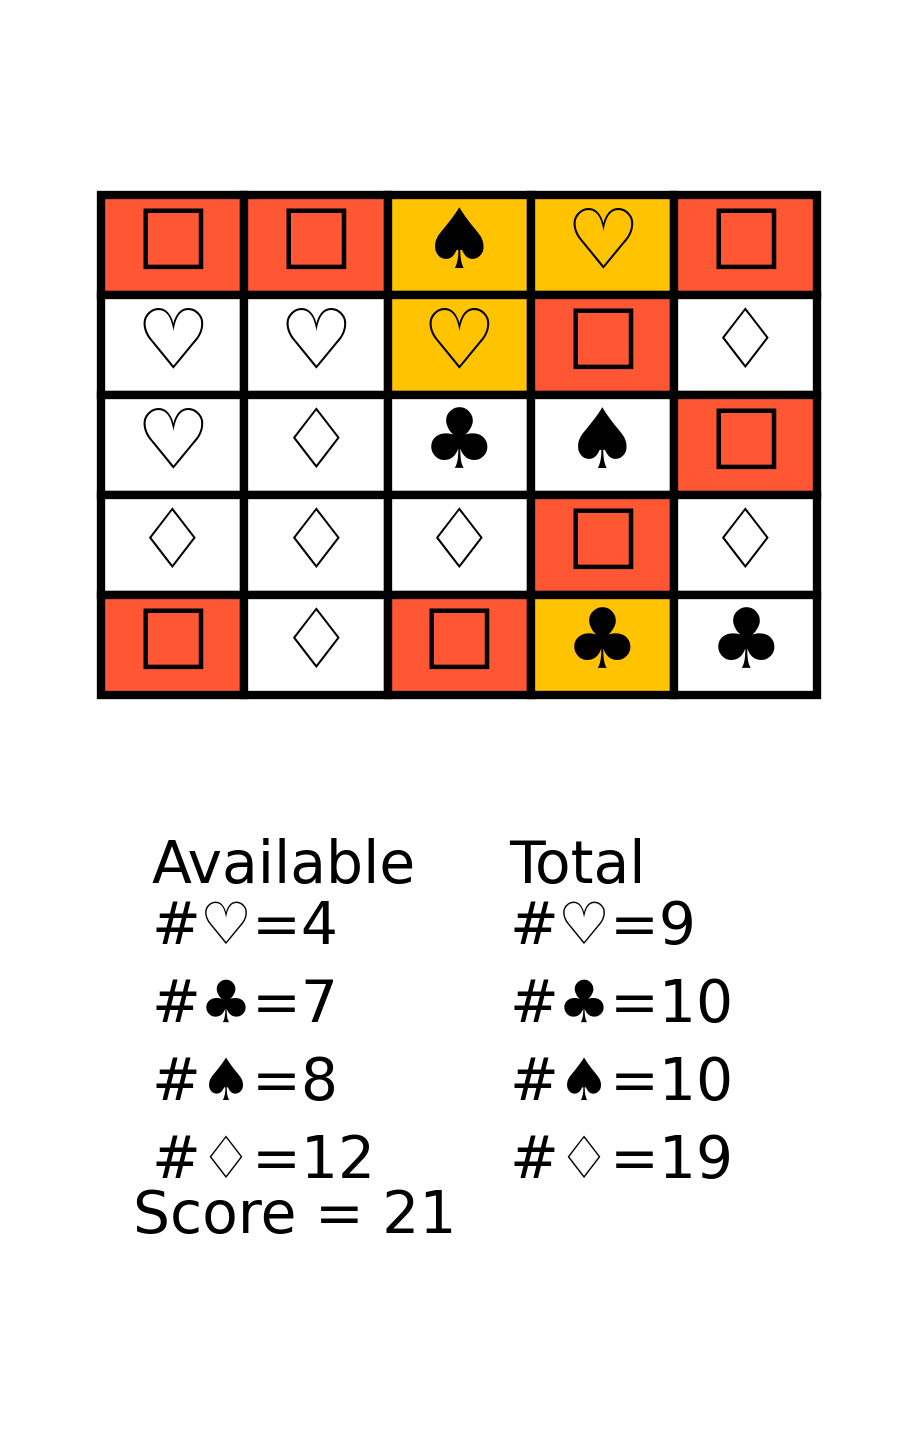 □ □ ♠ ♡ □
♡ ♡ ♡ □ ♢
♡ ♢ ♣ ♠ □
♢ ♢ ♢ □ ♢
□ ♢ □ ♣ ♣
Available Total
#♡=4 #♡=9
#♣=7 #♣=10
#♠=8 #♠=10
#♢=12 #♢=19
Score = 21